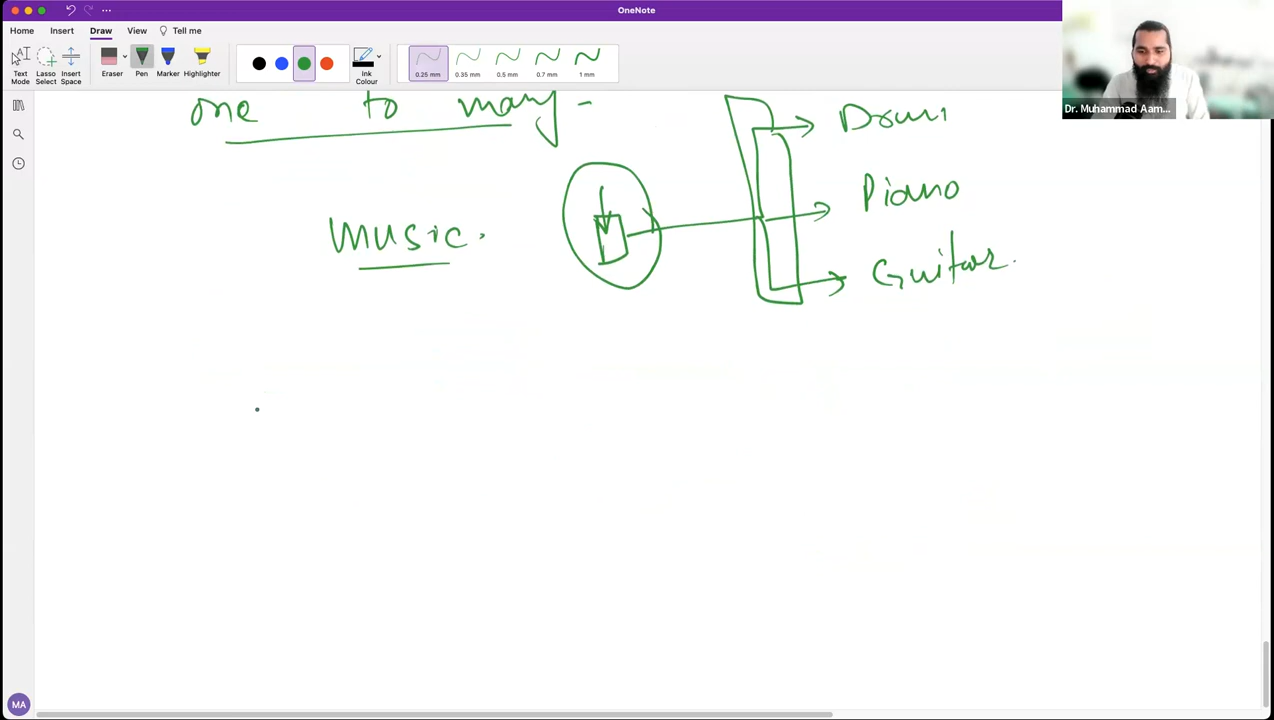 OneNote
Home Insert Draw View Tell me
Text Mode
Lasso Select
Insert Space
Eraser
Pen
Marker
Highlighter
Ink Colour
0.25 mm
0.35 mm
0.5 mm
0.7 mm
1 mm
Dr. Muhammad Aam...
one to many -
Drum
music.
Piano
Guitar.
MA